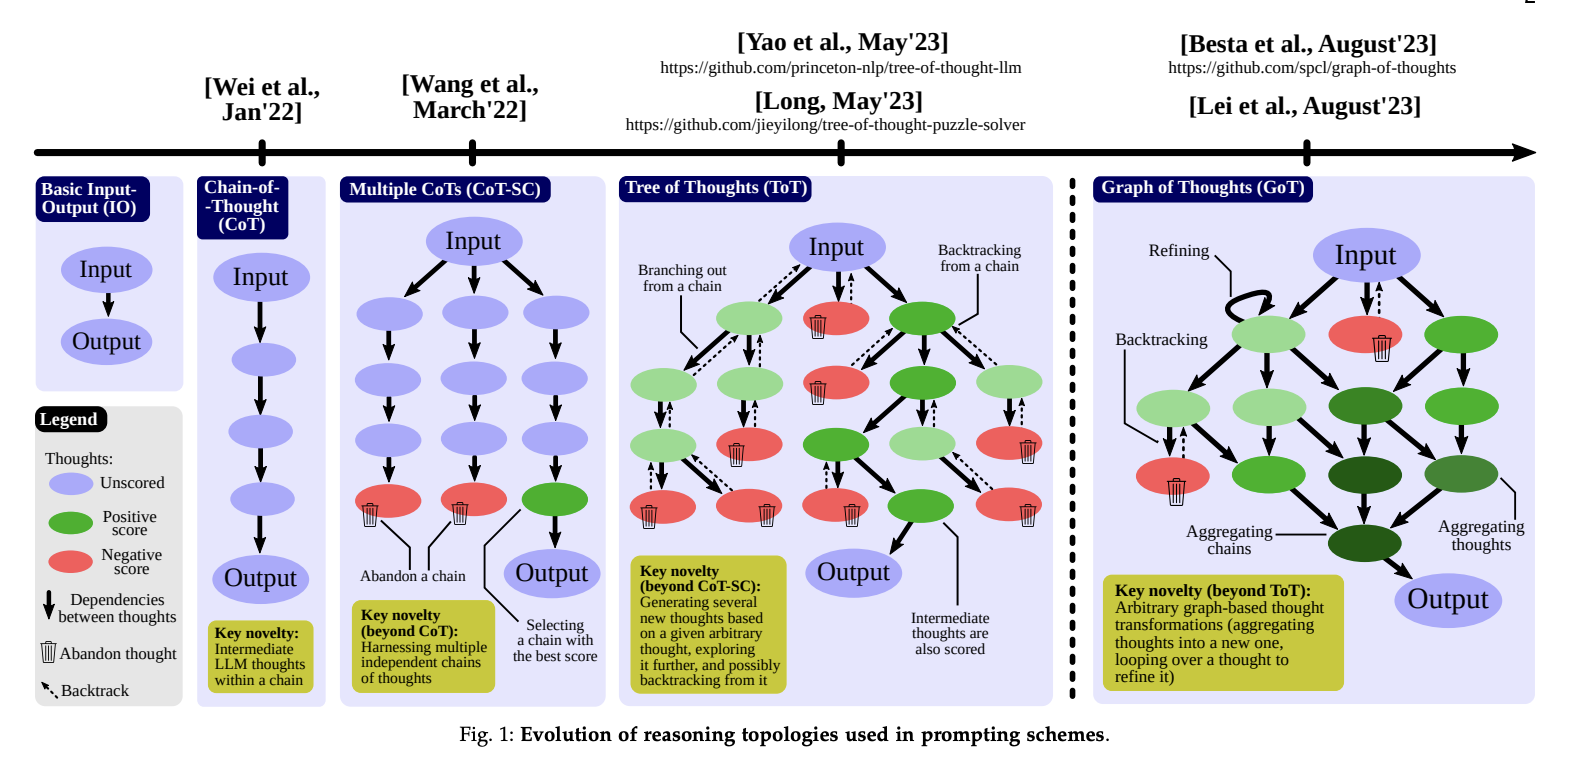 [Wei et al.,
Jan'22]
[Wang et al.,
March'22]
[Yao et al., May'23]
https://github.com/princeton-nlp/tree-of-thought-llm
[Long, May'23]
https://github.com/jieyilong/tree-of-thought-puzzle-solver
[Besta et al., August'23]
https://github.com/spcl/graph-of-thoughts
[Lei et al., August'23]
Basic Input-
Output (IO)
Input
Output
Legend
Thoughts:
Unscored
Positive
score
Negative
score
Dependencies
between thoughts
Abandon thought
Backtrack
Chain-of-
-Thought
(CoT)
Input
Output
Key novelty:
Intermediate
LLM thoughts
within a chain
Multiple CoTs (CoT-SC)
Input
Abandon a chain
Output
Key novelty
(beyond CoT):
Harnessing multiple
independent chains
of thoughts
Selecting
a chain with
the best score
Tree of Thoughts (ToT)
Input
Branching out
from a chain
Backtracking
from a chain
Output
Key novelty
(beyond CoT-SC):
Generating several
new thoughts based
on a given arbitrary
thought, exploring
it further, and possibly
backtracking from it
Intermediate
thoughts are
also scored
Graph of Thoughts (GoT)
Refining
Input
Backtracking
Aggregating
chains
Aggregating
thoughts
Output
Key novelty (beyond ToT):
Arbitrary graph-based thought
transformations (aggregating
thoughts into a new one,
looping over a thought to
refine it)
Fig. 1: Evolution of reasoning topologies used in prompting schemes.